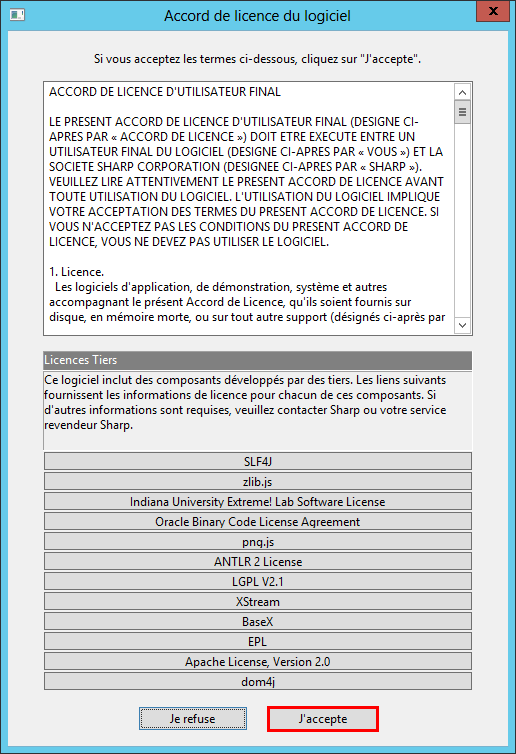 Accord de licence du logiciel
x
Si vous acceptez les termes ci-dessous, cliquez sur "J'accepte".
ACCORD DE LICENCE D'UTILISATEUR FINAL
LE PRESENT ACCORD DE LICENCE D'UTILISATEUR FINAL (DESIGNE CI-
APRES PAR « ACCORD DE LICENCE ») DOIT ETRE EXECUTE ENTRE UN
UTILISATEUR FINAL DU LOGICIEL (DESIGNE CI-APRES PAR « VOUS ») ET LA
SOCIETE SHARP CORPORATION (DESIGNEE CI-APRES PAR « SHARP »).
VEUILLEZ LIRE ATTENTIVEMENT LE PRESENT ACCORD DE LICENCE AVANT
TOUTE UTILISATION DU LOGICIEL. L'UTILISATION DU LOGICIEL IMPLIQUE
VOTRE ACCEPTATION DES TERMES DU PRESENT ACCORD DE LICENCE. SI
VOUS N'ACCEPTEZ PAS LES CONDITIONS DU PRESENT ACCORD DE
LICENCE, VOUS NE DEVEZ PAS UTILISER LE LOGICIEL.
1. Licence.
Les logiciels d'application, de démonstration, système et autres
accompagnant le présent Accord de Licence, qu'ils soient fournis sur
disque, en mémoire morte, ou sur tout autre support (désignés ci-après par
Licences Tiers
Ce logiciel inclut des composants développés par des tiers. Les liens suivants
fournissent les informations de licence pour chacun de ces composants. Si
d'autres informations sont requises, veuillez contacter Sharp ou votre service
revendeur Sharp.
SLF4J
zlib.js
Indiana University Extreme! Lab Software License
Oracle Binary Code License Agreement
png.js
ANTLR 2 License
LGPL V2.1
XStream
BaseX
EPL
Apache License, Version 2.0
dom4j
Je refuse
J'accepte